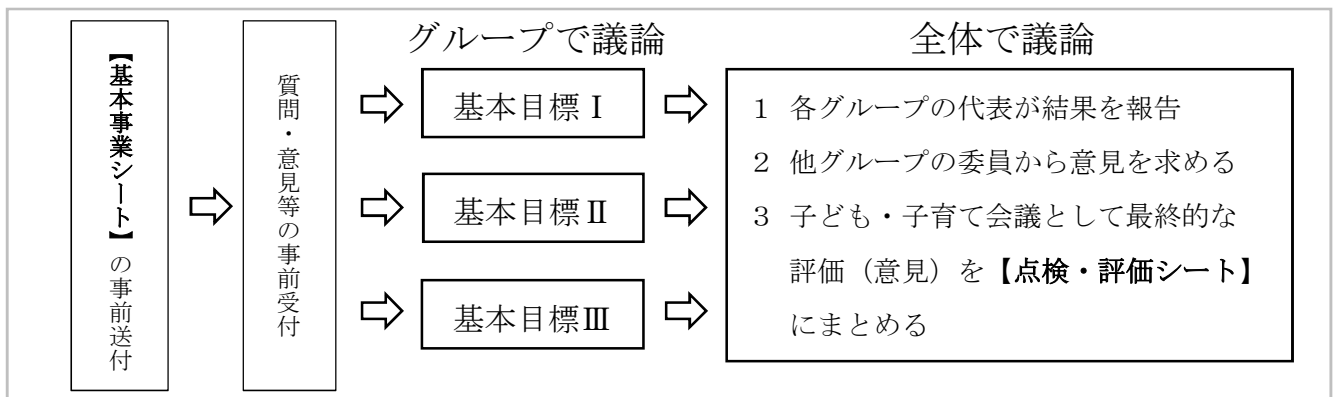 【基本事業シート】の事前送付
質問・意見等の事前受付
グループで議論
基本目標Ⅰ
基本目標Ⅱ
基本目標Ⅲ
全体で議論
１ 各グループの代表が結果を報告
２ 他グループの委員から意見を求める
３ 子ども・子育て会議として最終的な
評価（意見）を【点検・評価シート】
にまとめる